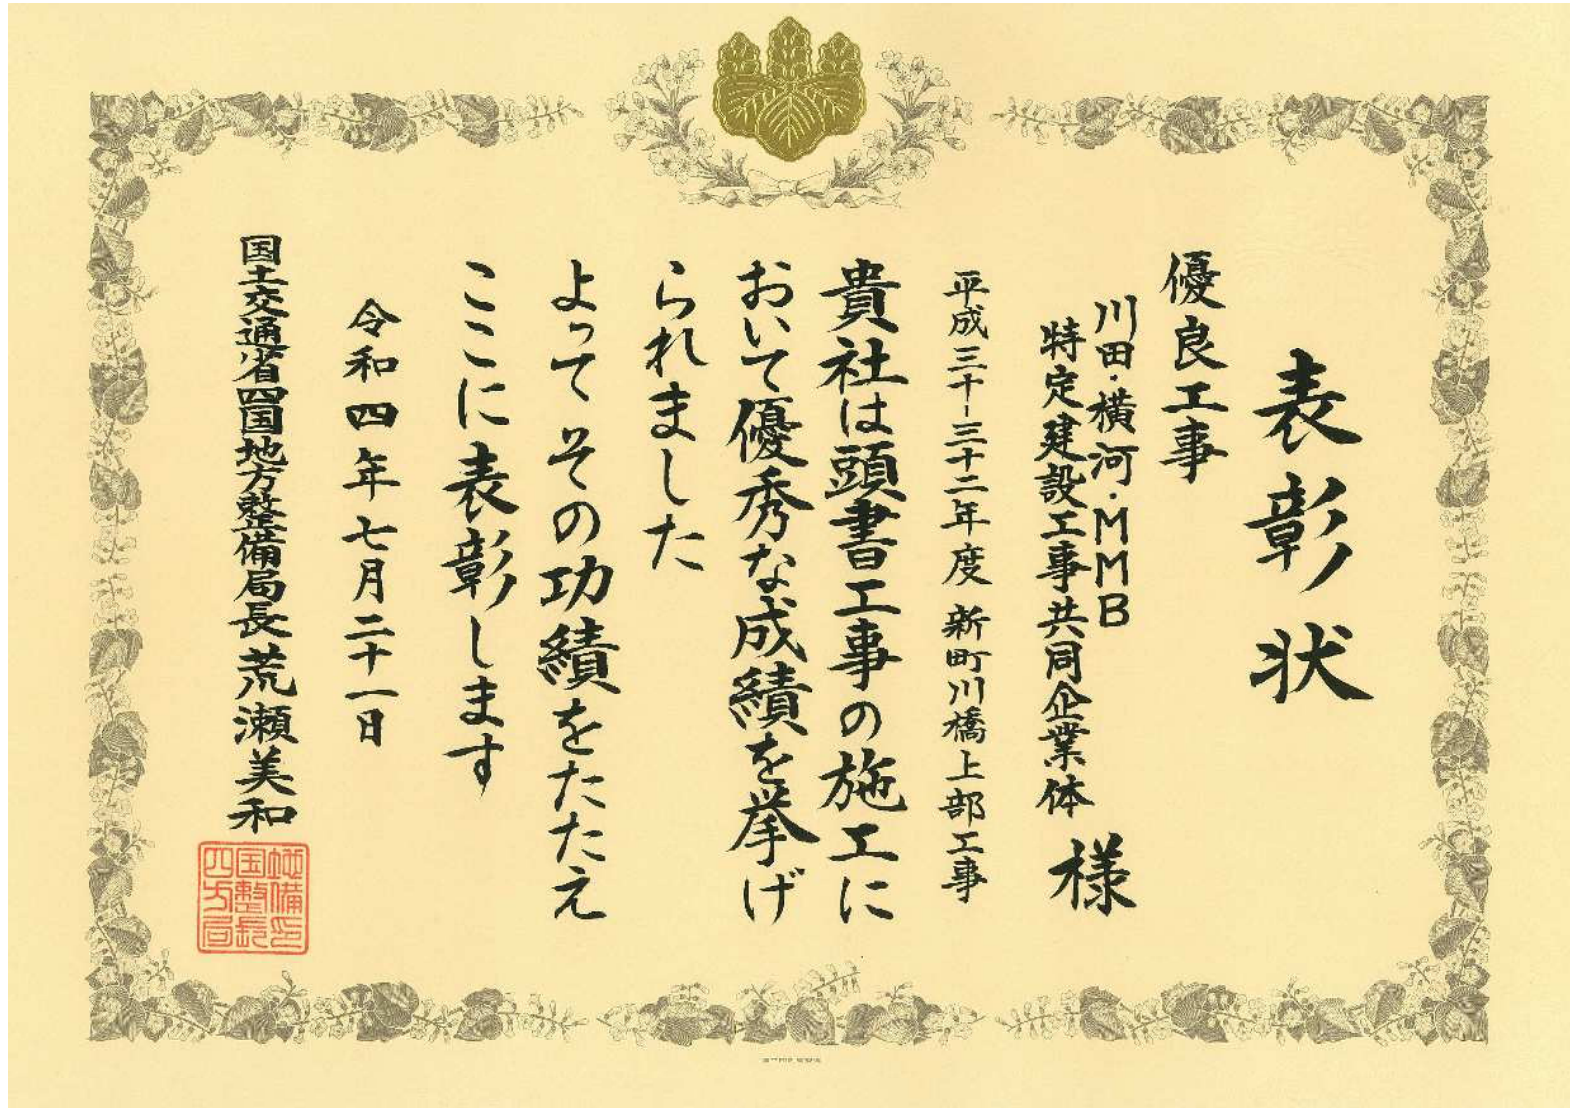 表彰状
優良工事
川田・横河・MMB
特定建設工事共同企業体 様
平成三十-三十二年度 新町川橋上部工事
貴社は頭書工事の施工に
おいて優秀な成績を挙げ
られました
よってその功績をたたえ
ここに表彰します
令和四年七月二十一日
国土交通省四国地方整備局長 荒瀬美和